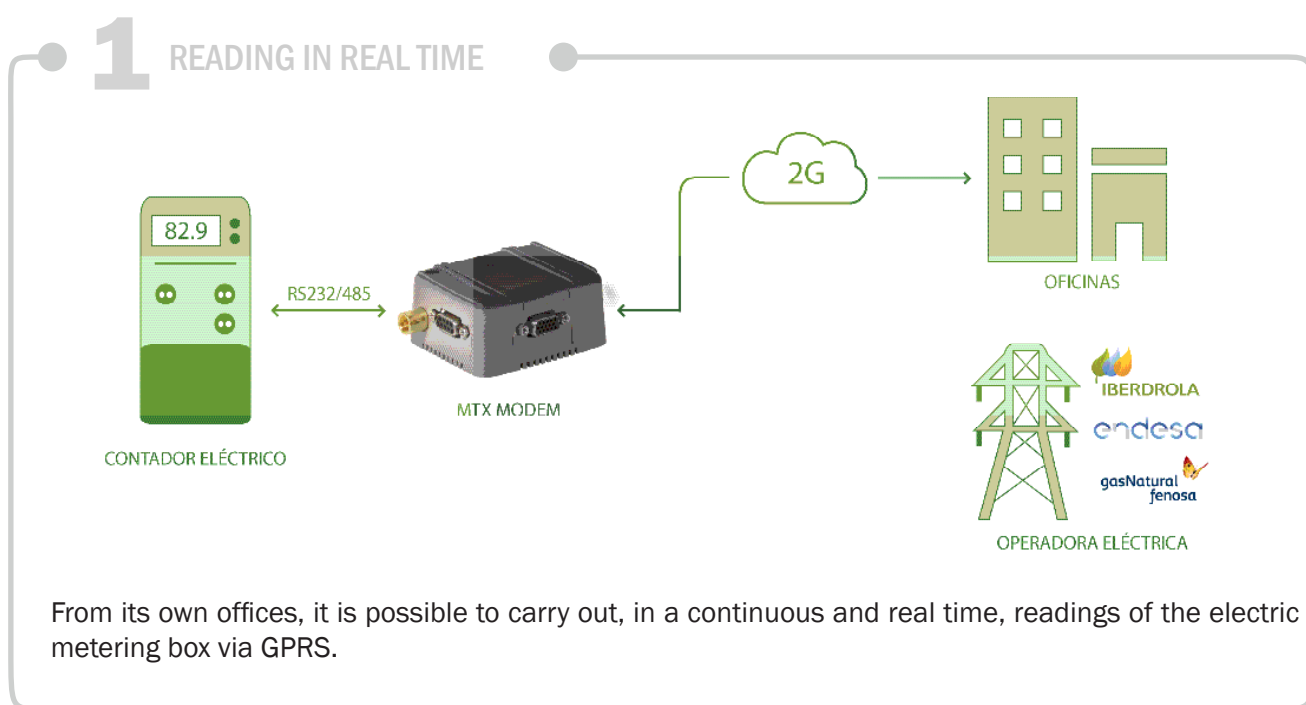 1 READING IN REAL TIME
2G
82.9
RS232/485
OFICINAS
MTX MODEM
CONTADOR ELÉCTRICO
IBERDROLA
endesa
gasNatural
fenosa
OPERADORA ELÉCTRICA
From its own offices, it is possible to carry out, in a continuous and real time, readings of the electric
metering box via GPRS.